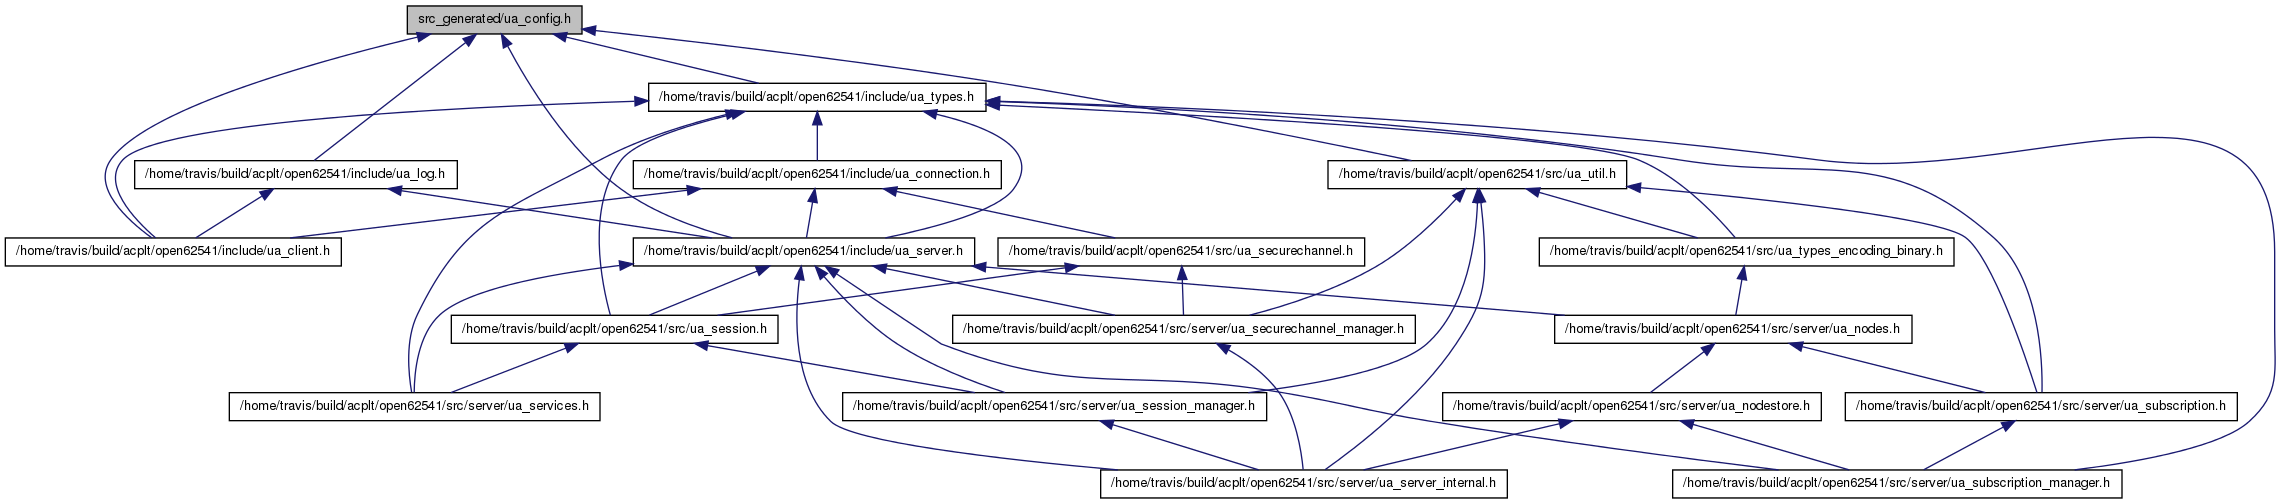 src_generated/ua_config.h
/home/travis/build/acplt/open62541/include/ua_types.h
/home/travis/build/acplt/open62541/include/ua_log.h
/home/travis/build/acplt/open62541/include/ua_connection.h
/home/travis/build/acplt/open62541/src/ua_util.h
/home/travis/build/acplt/open62541/include/ua_client.h
/home/travis/build/acplt/open62541/include/ua_server.h
/home/travis/build/acplt/open62541/src/ua_securechannel.h
/home/travis/build/acplt/open62541/src/ua_types_encoding_binary.h
/home/travis/build/acplt/open62541/src/ua_session.h
/home/travis/build/acplt/open62541/src/server/ua_securechannel_manager.h
/home/travis/build/acplt/open62541/src/server/ua_nodes.h
/home/travis/build/acplt/open62541/src/server/ua_services.h
/home/travis/build/acplt/open62541/src/server/ua_session_manager.h
/home/travis/build/acplt/open62541/src/server/ua_nodestore.h
/home/travis/build/acplt/open62541/src/server/ua_subscription.h
/home/travis/build/acplt/open62541/src/server/ua_server_internal.h
/home/travis/build/acplt/open62541/src/server/ua_subscription_manager.h